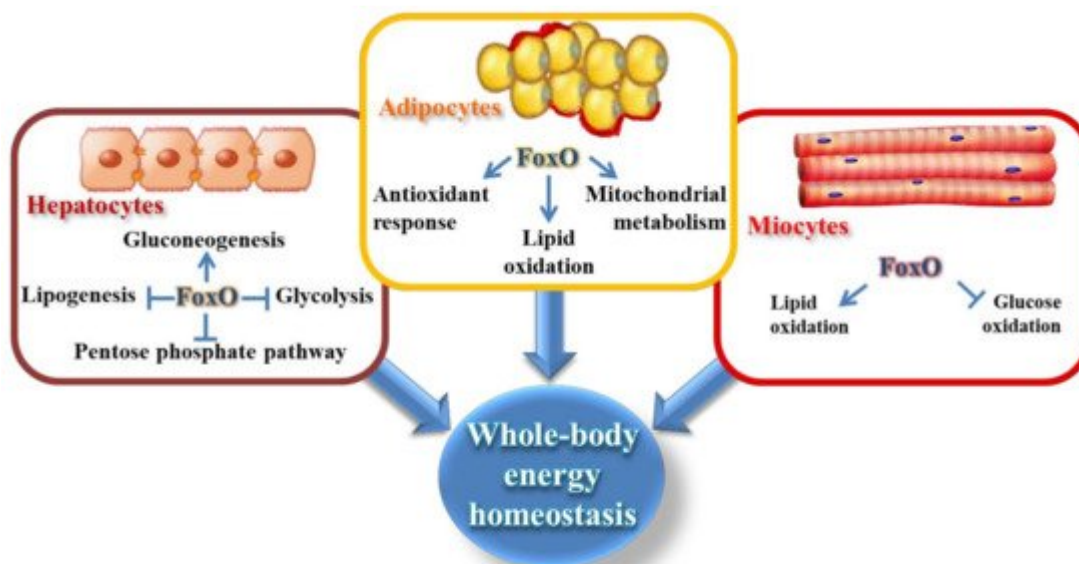 Hepatocytes
Gluconeogenesis
Lipogenesis
FoxO
Glycolysis
Pentose phosphate pathway
Adipocytes
FoxO
Antioxidant
response
Lipid
oxidation
Mitochondrial
metabolism
Miocytes
FoxO
Lipid
oxidation
Glucose
oxidation
Whole-body
energy
homeostasis